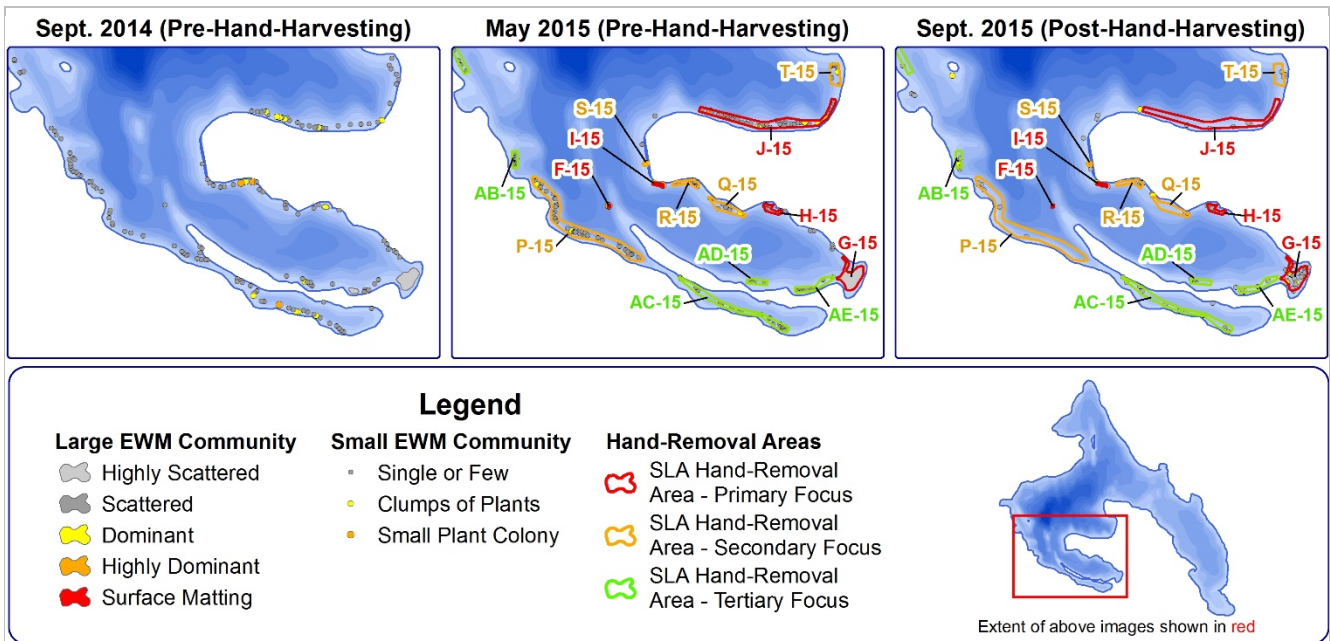 Sept. 2014 (Pre-Hand-Harvesting)
May 2015 (Pre-Hand-Harvesting)
Sept. 2015 (Post-Hand-Harvesting)
T-15
S-15
I-15
J-15
F-15
AB-15
Q-15
R-15
H-15
P-15
G-15
AD-15
AC-15
AE-15
T-15
S-15
I-15
J-15
F-15
AB-15
Q-15
R-15
H-15
P-15
G-15
AD-15
AC-15
AE-15
Legend
Large EWM Community
Highly Scattered
Scattered
Dominant
Highly Dominant
Surface Matting
Small EWM Community
Single or Few
Clumps of Plants
Small Plant Colony
Hand-Removal Areas
SLA Hand-Removal
Area - Primary Focus
SLA Hand-Removal
Area - Secondary Focus
SLA Hand-Removal
Area - Tertiary Focus
Extent of above images shown in red